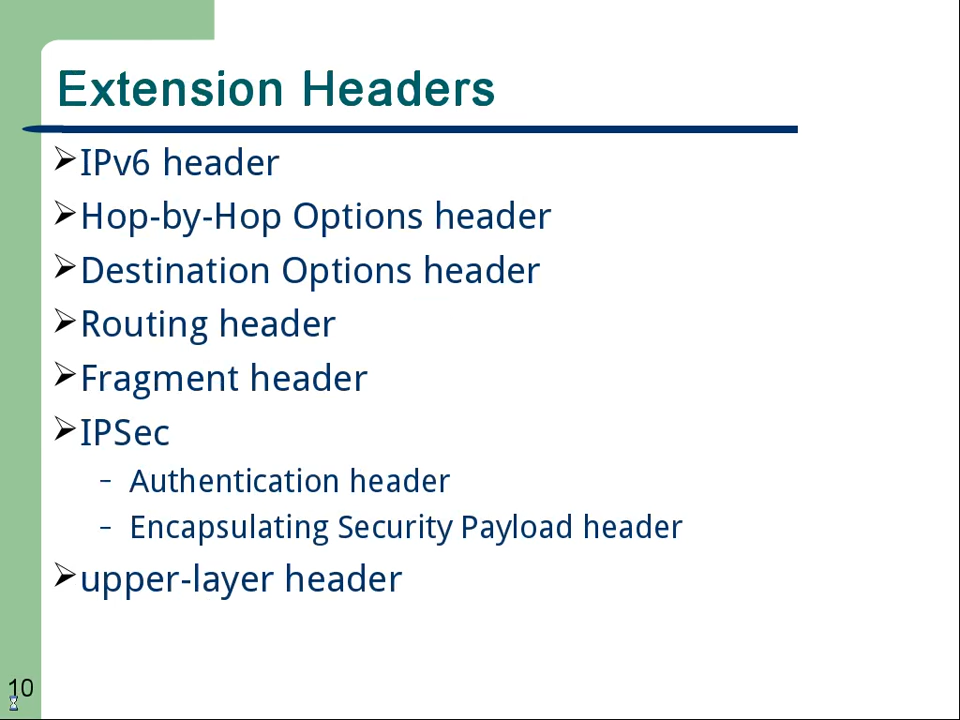 Extension Headers
IPv6 header
Hop-by-Hop Options header
Destination Options header
Routing header
Fragment header
IPSec
– Authentication header
– Encapsulating Security Payload header
upper-layer header
10